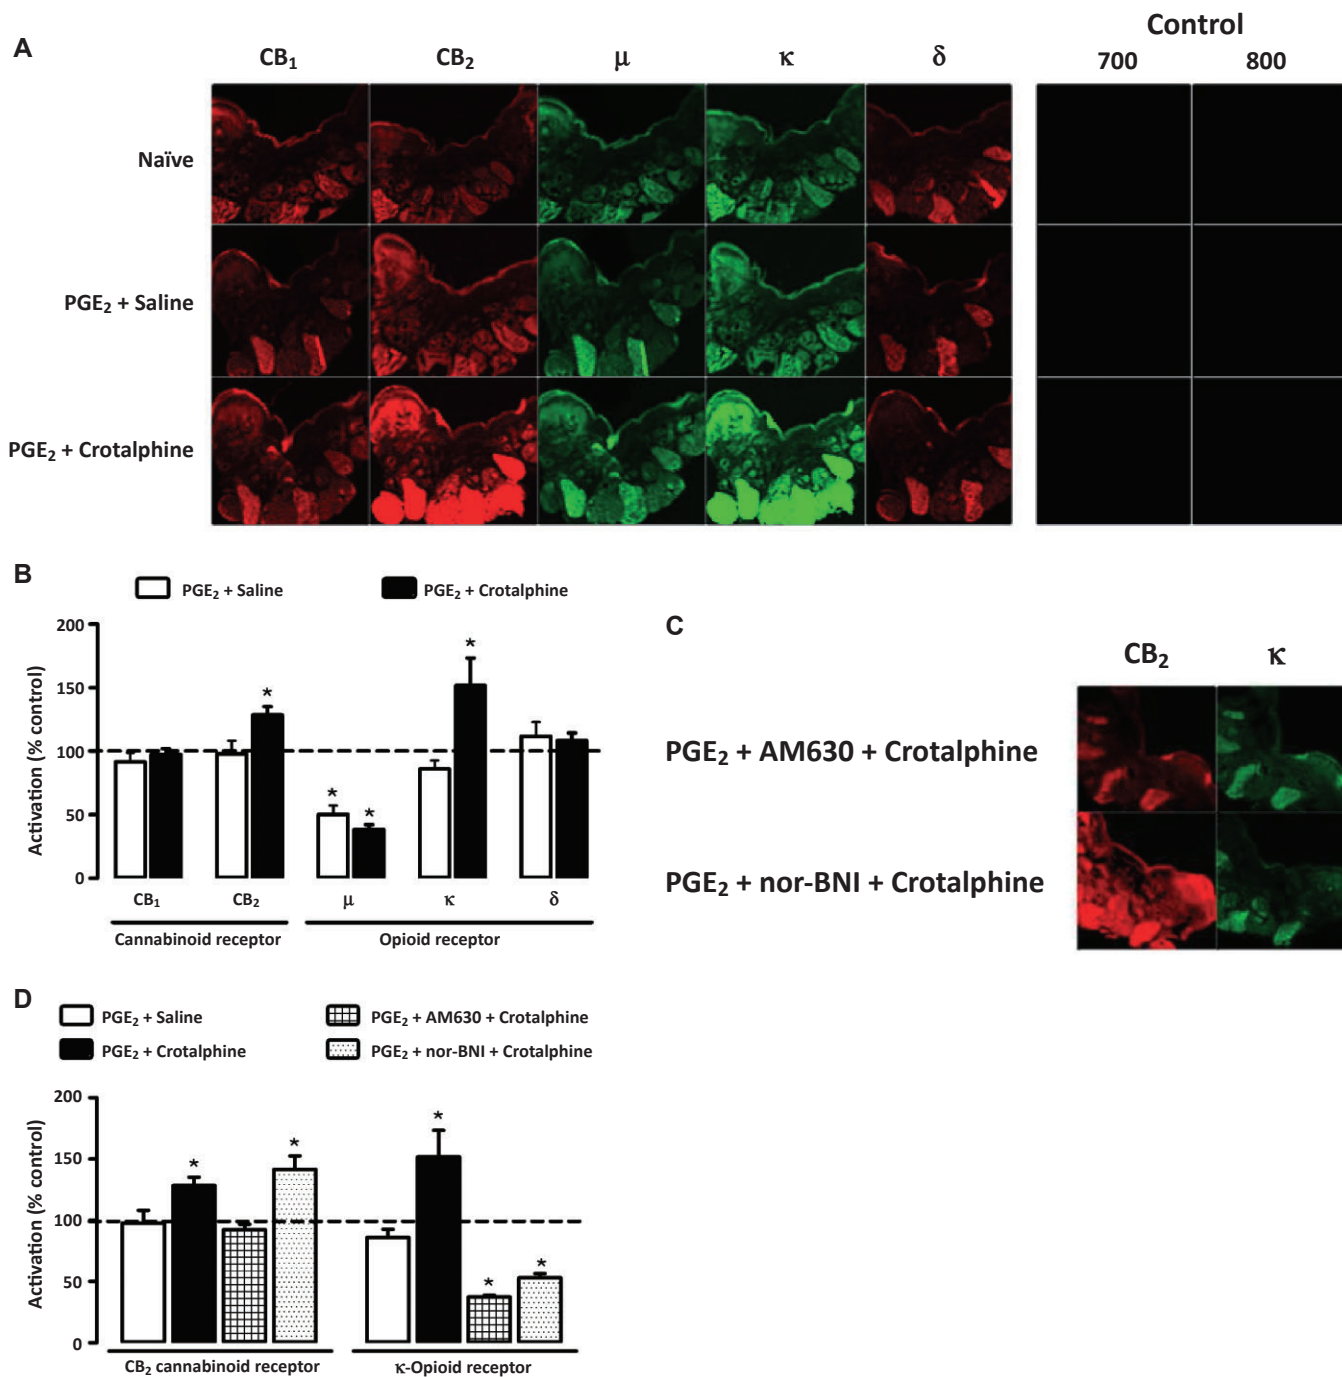 A
CB₁ CB₂ μ κ δ
Control
700 800
Naïve
PGE₂ + Saline
PGE₂ + Crotalphine
B
PGE₂ + Saline PGE₂ + Crotalphine
Activation (% control)
200
150
100
50
0
* * * *
CB₁ CB₂ μ κ δ
Cannabinoid receptor Opioid receptor
C
CB₂ κ
PGE₂ + AM630 + Crotalphine
PGE₂ + nor-BNI + Crotalphine
D
PGE₂ + Saline PGE₂ + AM630 + Crotalphine
PGE₂ + Crotalphine PGE₂ + nor-BNI + Crotalphine
Activation (% control)
200
150
100
50
0
* * * * *
CB₂ cannabinoid receptor κ-Opioid receptor